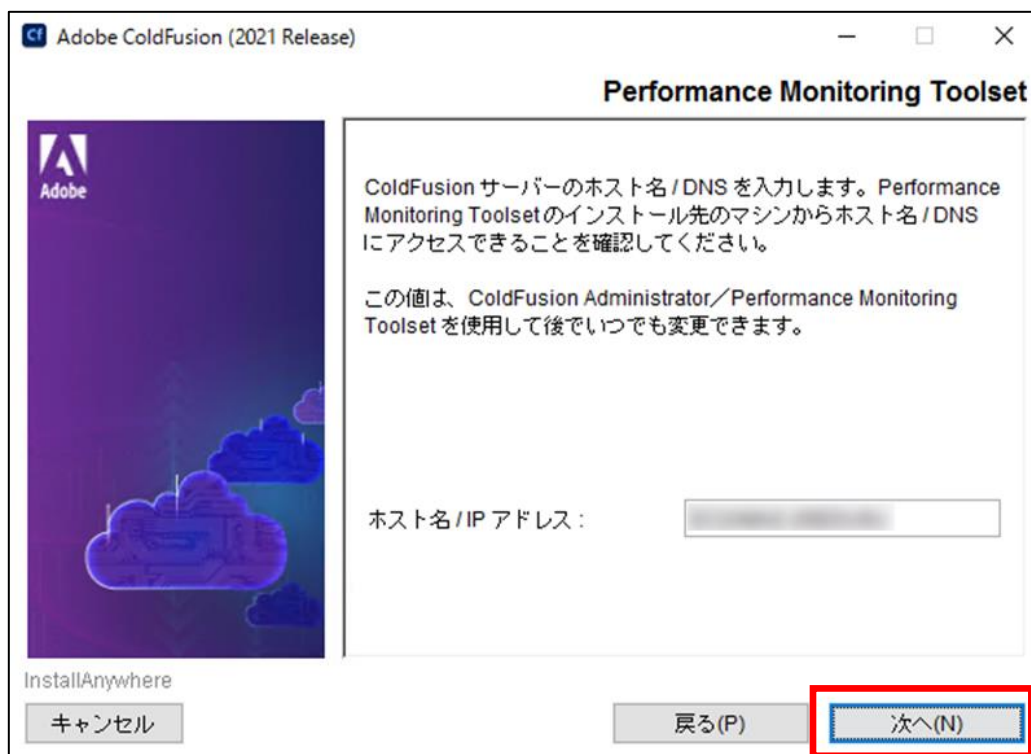 Adobe ColdFusion (2021 Release)
Performance Monitoring Toolset
Adobe
ColdFusion サーバーのホスト名 / DNS を入力します。Performance
Monitoring Toolset のインストール先のマシンからホスト名 / DNS
にアクセスできることを確認してください。
この値は、ColdFusion Administrator／Performance Monitoring
Toolset を使用して後でいつでも変更できます。
ホスト名 / IP アドレス :
InstallAnywhere
キャンセル
戻る(P)
次へ(N)